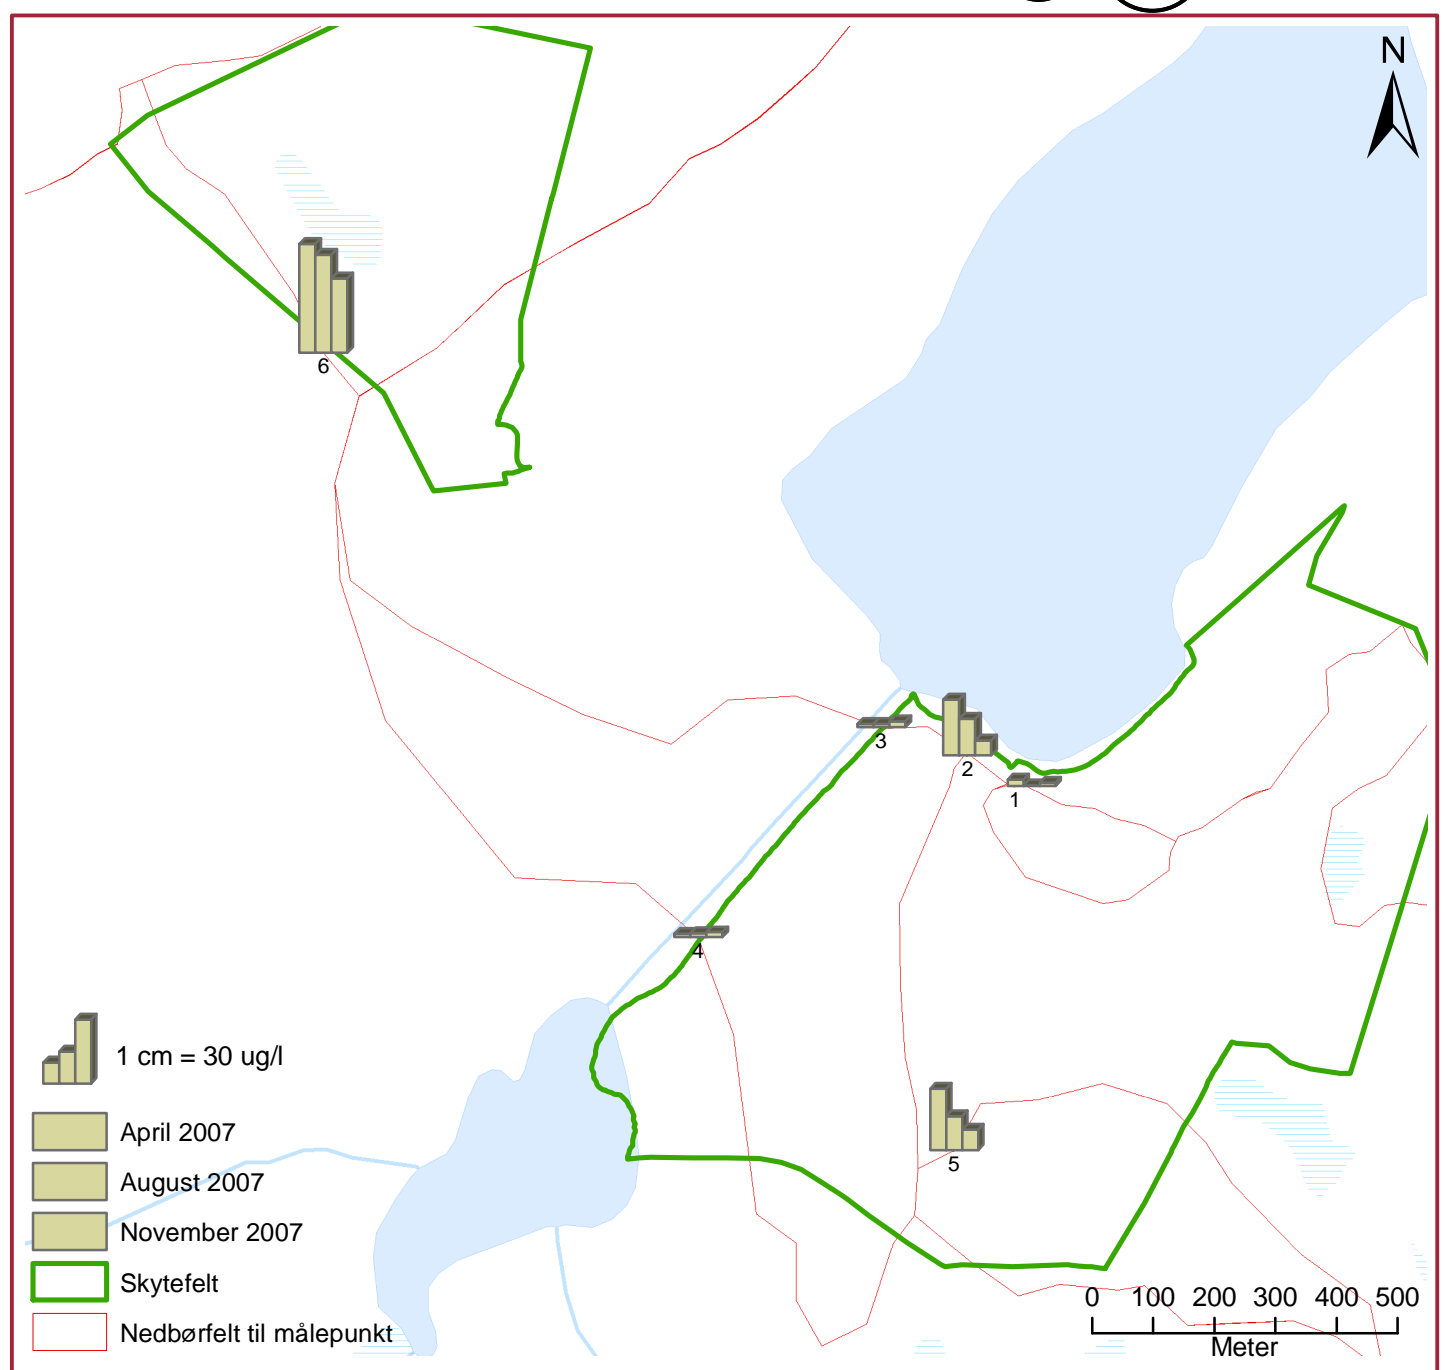 N
6
3
2
1
4
1 cm = 30 ug/l
April 2007
5
August 2007
November 2007
Skytefelt
0 100 200 300 400 500
Nedbørfelt til målepunkt
Meter